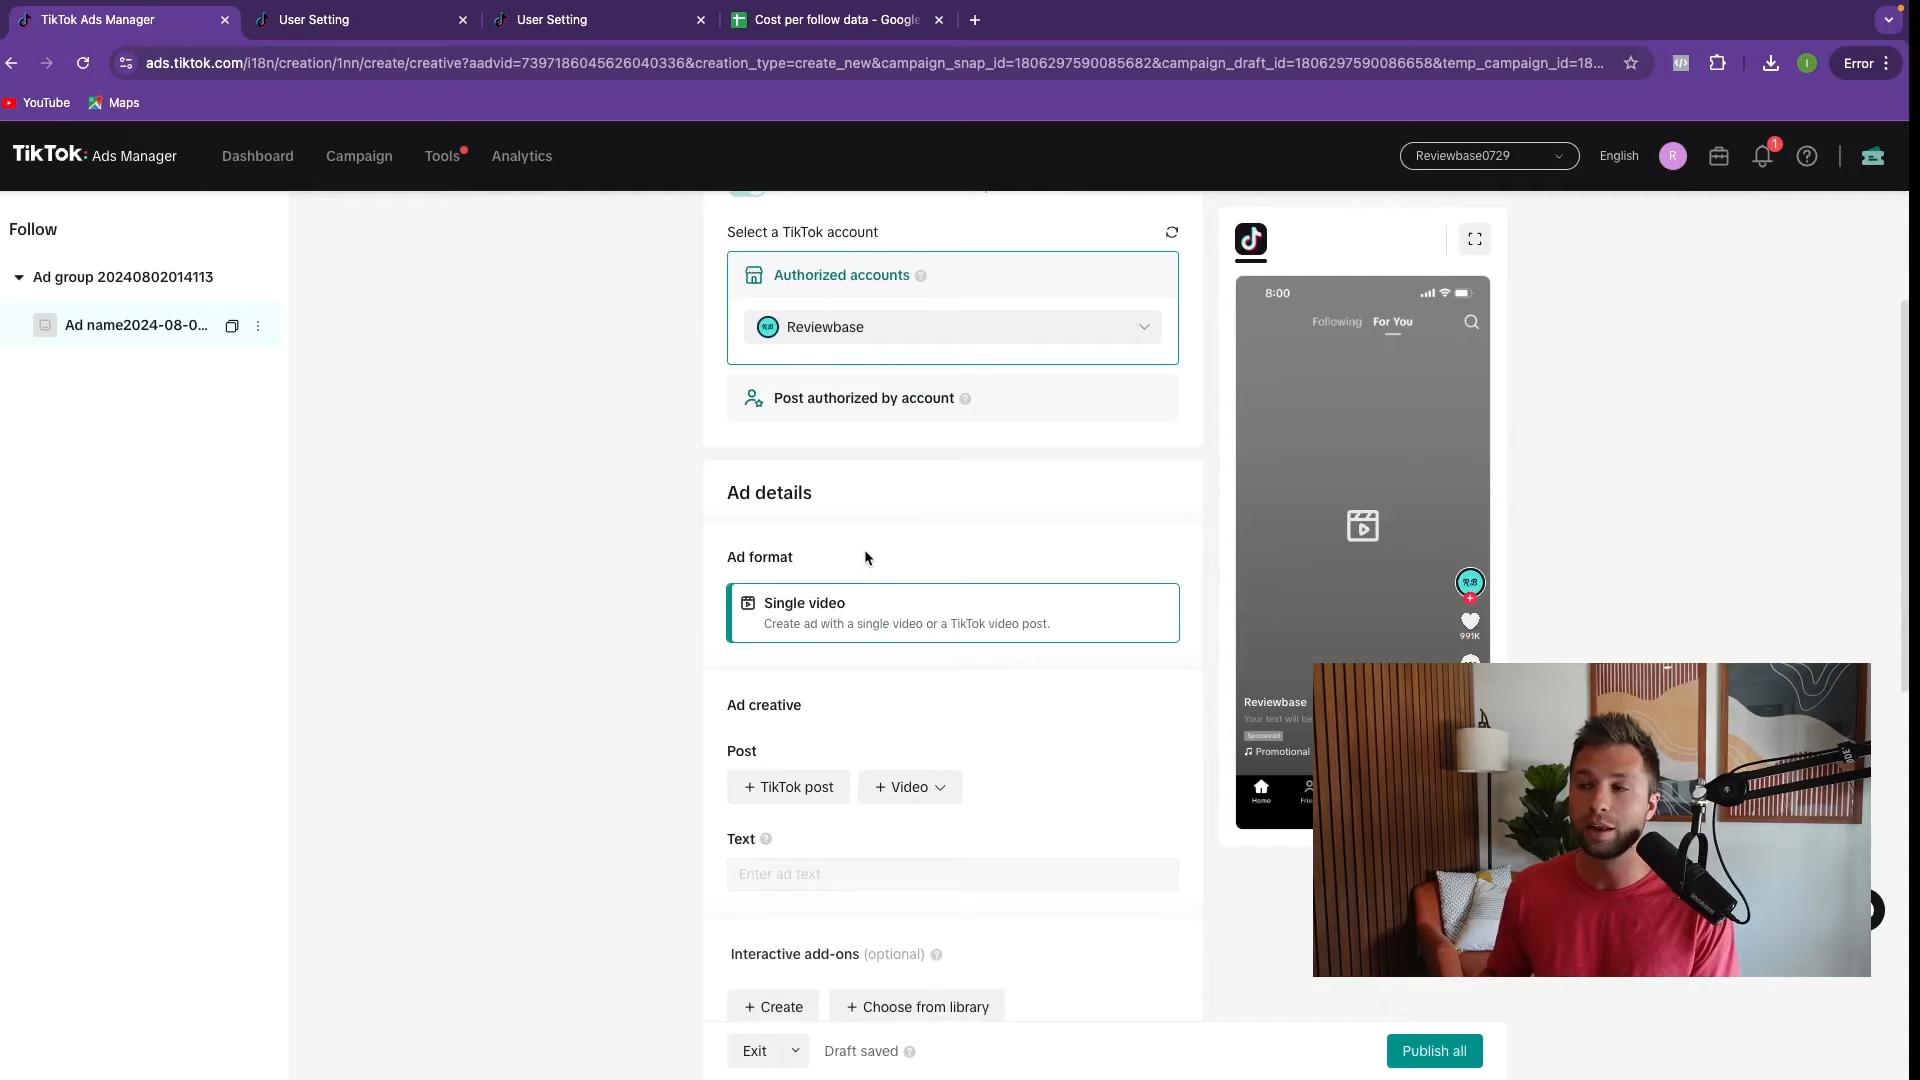 TikTok Ads Manager
User Setting
User Setting
Cost per follow data - Google
ads.tiktok.com/i18n/creation/1nn/create/creative?aadvid=7397186045626040336&creation_type=create_new&campaign_snap_id=1806297590085682&campaign_draft_id=1806297590086658&temp_campaign_id=18...
Error
YouTube
Maps
TikTok: Ads Manager
Dashboard
Campaign
Tools
Analytics
Reviewbase0729
English
R
1
Follow
Ad group 20240802014113
Ad name2024-08-0...
Select a TikTok account
Authorized accounts
Reviewbase
Post authorized by account
Ad details
Ad format
Single video
Create ad with a single video or a TikTok video post.
Ad creative
Post
+ TikTok post
+ Video
Text
Enter ad text
Interactive add-ons (optional)
+ Create
+ Choose from library
Exit
Draft saved
Publish all
8:00
Following
For You
RB
991K
Reviewbase
Your text will be
Sponsored
Promotional
Home